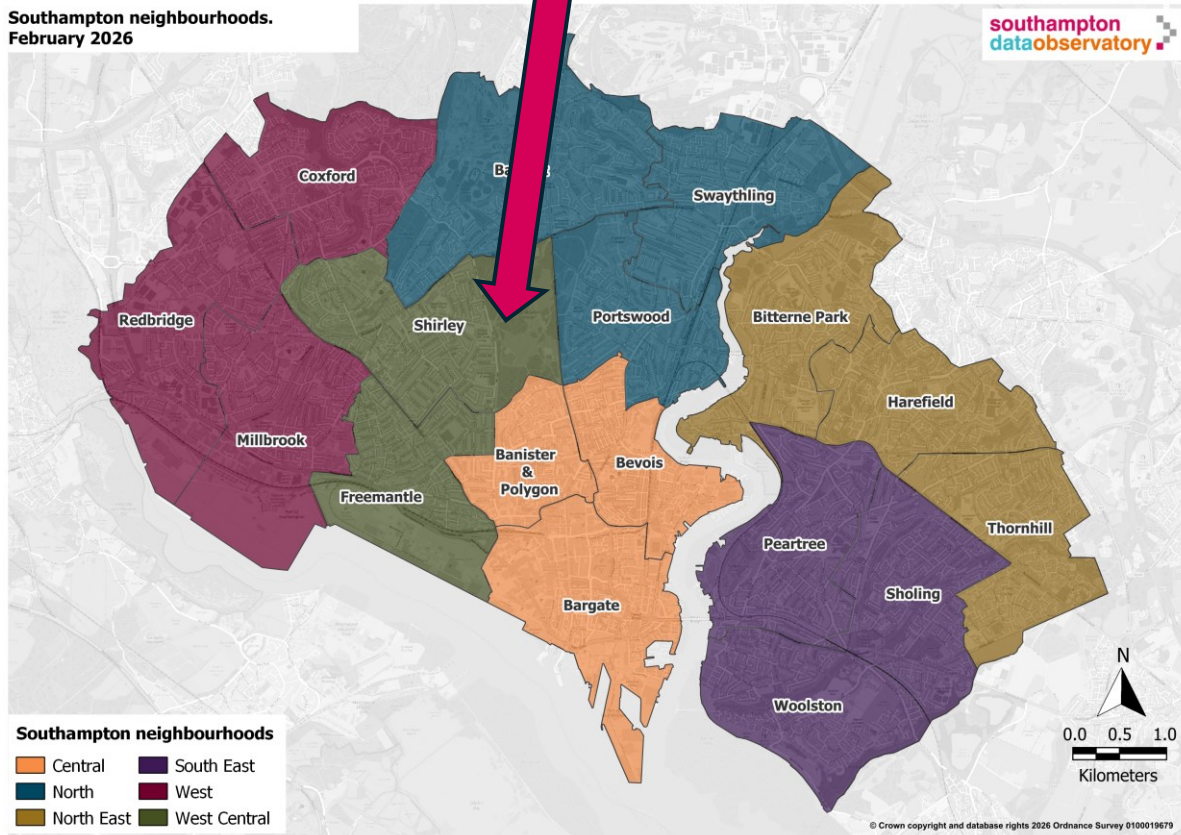 Southampton neighbourhoods.
February 2026
southampton
dataobservatory
Coxford
Swaythling
Redbridge
Shirley
Portswood
Bitterne Park
Harefield
Millbrook
Banister
&
Polygon
Bevois
Freemantle
Thornhill
Peartree
Sholing
Bargate
Woolston
N
0.0 0.5 1.0
Kilometers
Southampton neighbourhoods
Central
North
North East
South East
West
West Central
© Crown copyright and database rights 2026 Ordnance Survey 0100019679